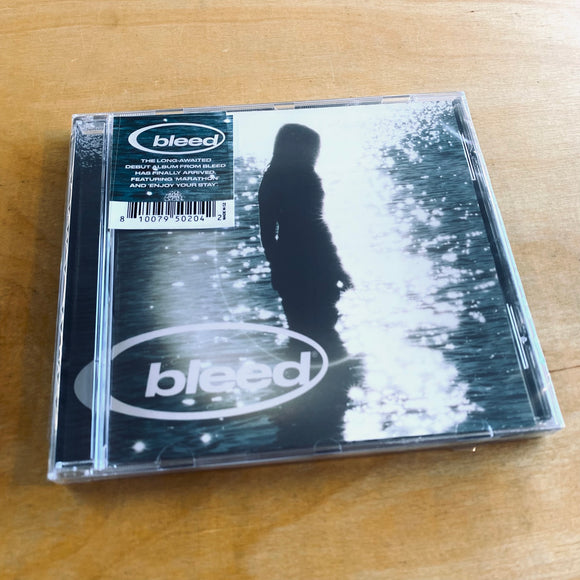 bleed
THE LONG-AWAITED
DEBUT ALBUM FROM BLEED
HAS FINALLY ARRIVED.
FEATURING 'MARATHON'
AND 'ENJOY YOUR STAY'
8 10079 50204 2
bleed